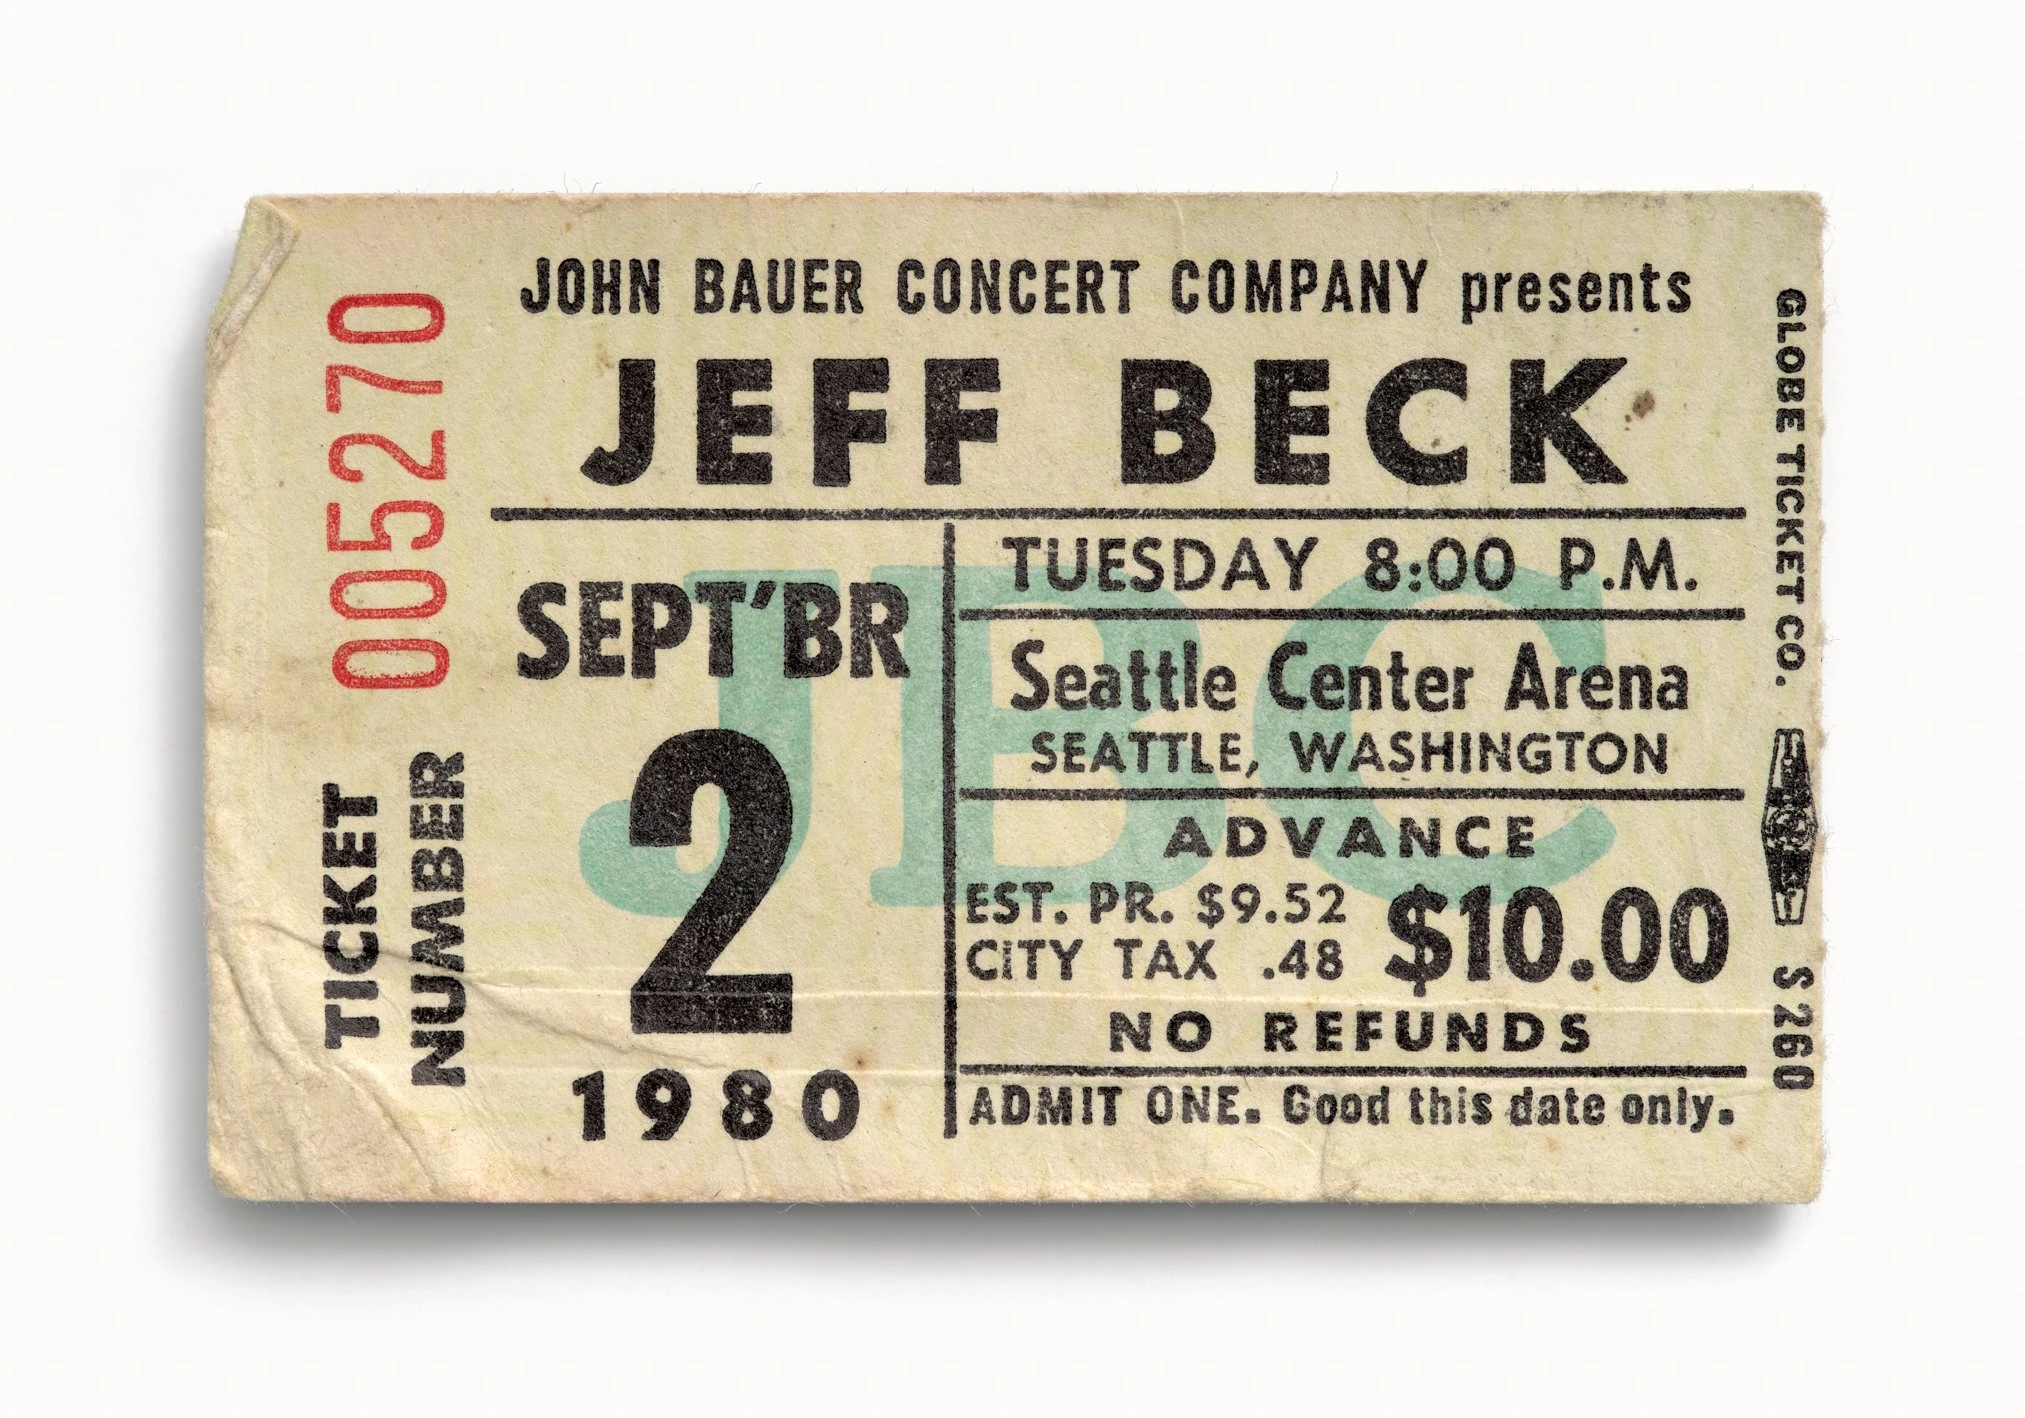 JOHN BAUER CONCERT COMPANY presents
JEFF BECK
SEPT'BR
2
1980
TUESDAY 8:00 P.M.
Seattle Center Arena
SEATTLE, WASHINGTON
ADVANCE
EST. PR. $9.52
CITY TAX .48
$10.00
NO REFUNDS
ADMIT ONE. Good this date only.
TICKET
NUMBER
005270
GLOBE TICKET CO.
S 260
JBC